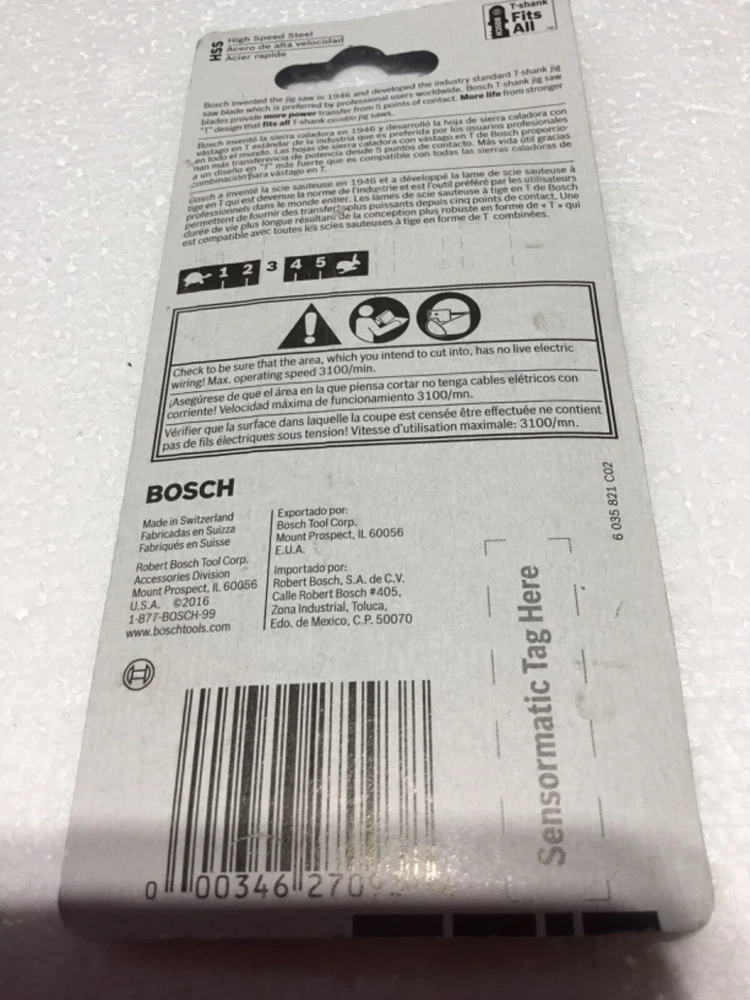 HSS
High Speed Steel
Acero de alta velocidad
Acier rapide
T-shank
Fits
All
BOSCH
Bosch invented the jig saw in 1946 and developed the industry standard T-shank jig
saw blade which is preferred by professional users worldwide. Bosch T-shank jig saw
blades provide more power transfer from 5 points of contact. More life from stronger
"T" design that fits all T-shank combo jig saws.
Bosch inventó la sierra caladora en 1946 y desarrolló la hoja de sierra caladora con
vástago en T estándar de la industria que es preferida por los usuarios profesionales
en todo el mundo. Las hojas de sierra caladora con vástago en T de Bosch proporcio-
nan más transferencia de potencia desde 5 puntos de contacto. Más vida útil gracias
a un diseño en "T" más fuerte que es compatible con todas las sierras caladoras de
combinación para vástago en T.
Bosch a inventé la scie sauteuse en 1946 et a développé la lame de scie sauteuse à
tige en T qui est devenue la norme de l'industrie et est l'outil préféré par les utilisateurs
professionnels dans le monde entier. Les lames de scie sauteuse à tige en T de Bosch
permettent de fournir des transferts plus puissants depuis cinq points de contact. Une
durée de vie plus longue résultant de la conception plus robuste en forme de « T » qui
est compatible avec toutes les scies sauteuses à tige en forme de T combinées.
1 2 3 4 5
Check to be sure that the area, which you intend to cut into, has no live electric
wiring! Max. operating speed 3100/min.
¡Asegúrese de que el área en la que piensa cortar no tenga cables elétricos con
corriente! Velocidad máxima de funcionamiento 3100/mn.
Vérifier que la surface dans laquelle la coupe est censée être effectuée ne contient
pas de fils électriques sous tension! Vitesse d'utilisation maximale: 3100/mn.
BOSCH
Made in Switzerland
Fabricadas en Suizza
Fabriqués en Suisse
Robert Bosch Tool Corp.
Accessories Division
Mount Prospect, IL 60056
U.S.A. ©2016
1-877-BOSCH-99
www.boschtools.com
Exportado por:
Bosch Tool Corp.
Mount Prospect, IL 60056
E.U.A.
Importado por:
Robert Bosch, S.A. de C.V.
Calle Robert Bosch #405,
Zona Industrial, Toluca,
Edo. de Mexico, C.P. 50070
6 035 821 C02
Sensormatic Tag Here
0 00346 270